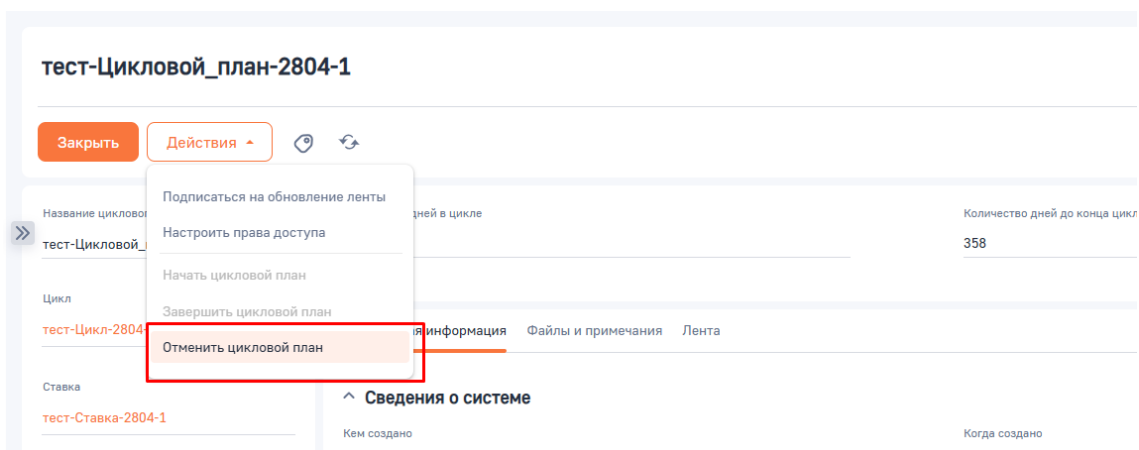 тест-Цикловой_план-2804-1
Закрыть
Действия
Подписаться на обновление ленты
Настроить права доступа
Начать цикловой план
Завершить цикловой план
Отменить цикловой план
Название
дней в цикле
Количество дней до конца
тест-Цикловой_
358
Цикл
тест-Цикл-2804-
информация Файлы и примечания Лента
Ставка
тест-Ставка-2804-1
Сведения о системе
Кем создано
Когда создано